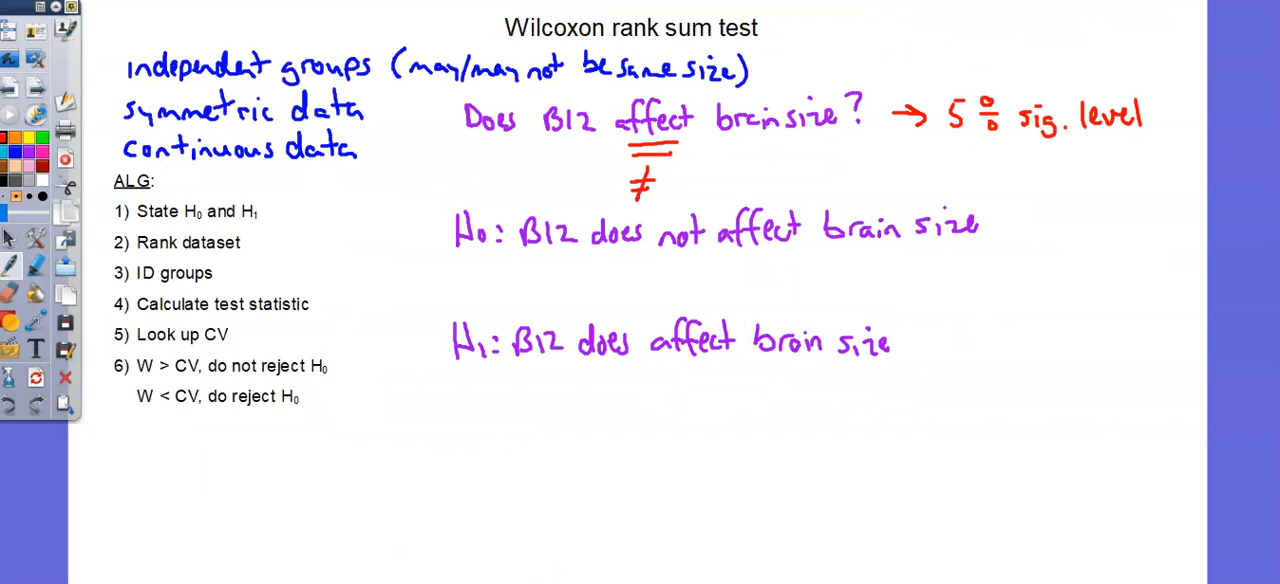 Wilcoxon rank sum test
independent groups (may/may not be same size)
symmetric data
continuous data
Does B12 affect brain size? → 5% sig. level
≠
ALG:
1) State H₀ and H₁
2) Rank dataset
3) ID groups
4) Calculate test statistic
5) Look up CV
6) W > CV, do not reject H₀
W < CV, do reject H₀
H₀: B12 does not affect brain size
H₁: B12 does affect brain size